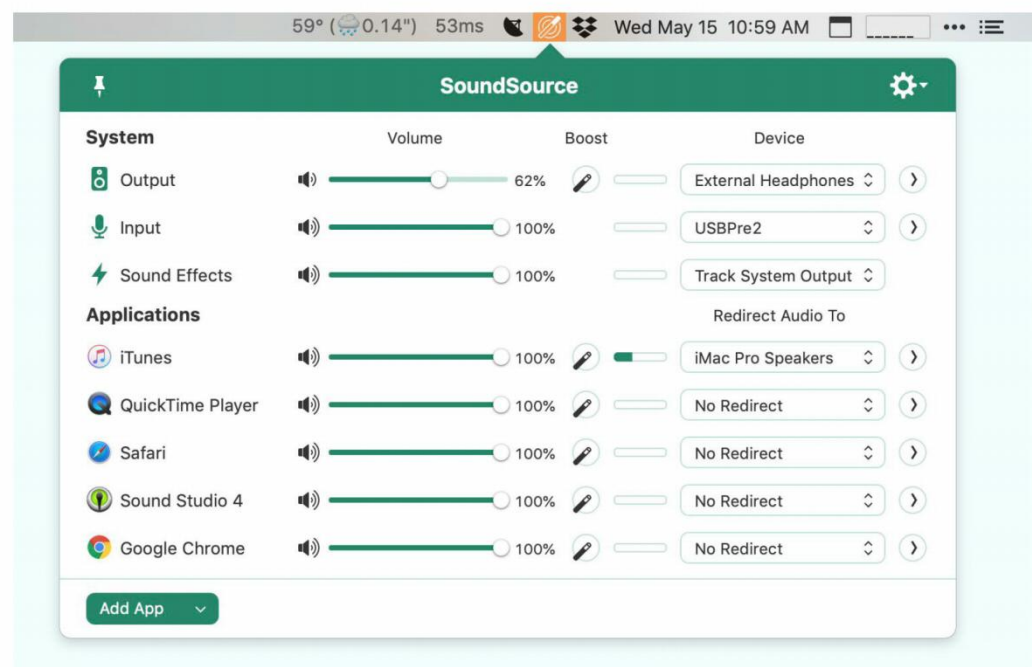 59° (0.14") 53ms Wed May 15 10:59 AM
SoundSource
System Volume Boost Device
Output 62% External Headphones
Input 100% USBPre2
Sound Effects 100% Track System Output
Applications Redirect Audio To
iTunes 100% iMac Pro Speakers
QuickTime Player 100% No Redirect
Safari 100% No Redirect
Sound Studio 4 100% No Redirect
Google Chrome 100% No Redirect
Add App